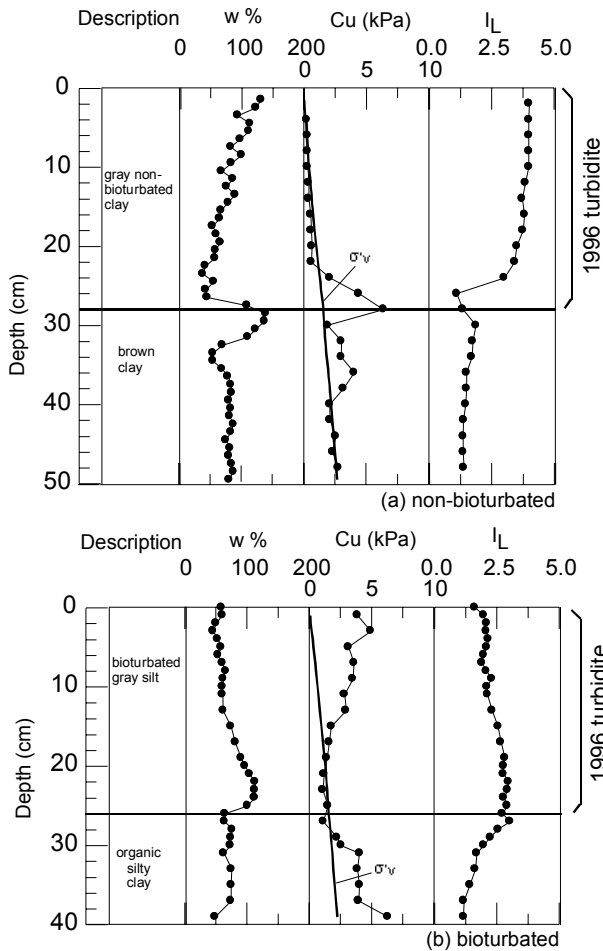 Description w % Cu (kPa) I_L
0 100 200 0 5 10 0.0 2.5 5.0
0
10
20
30
40
50
Depth (cm)
gray non-
bioturbated
clay
brown
clay
σ'v
1996 turbidite
(a) non-bioturbated
Description w % Cu (kPa) I_L
0 100 200 0 5 10 0.0 2.5 5.0
0
10
20
30
40
Depth (cm)
bioturbated
gray silt
organic
silty
clay
σ'v
1996 turbidite
(b) bioturbated